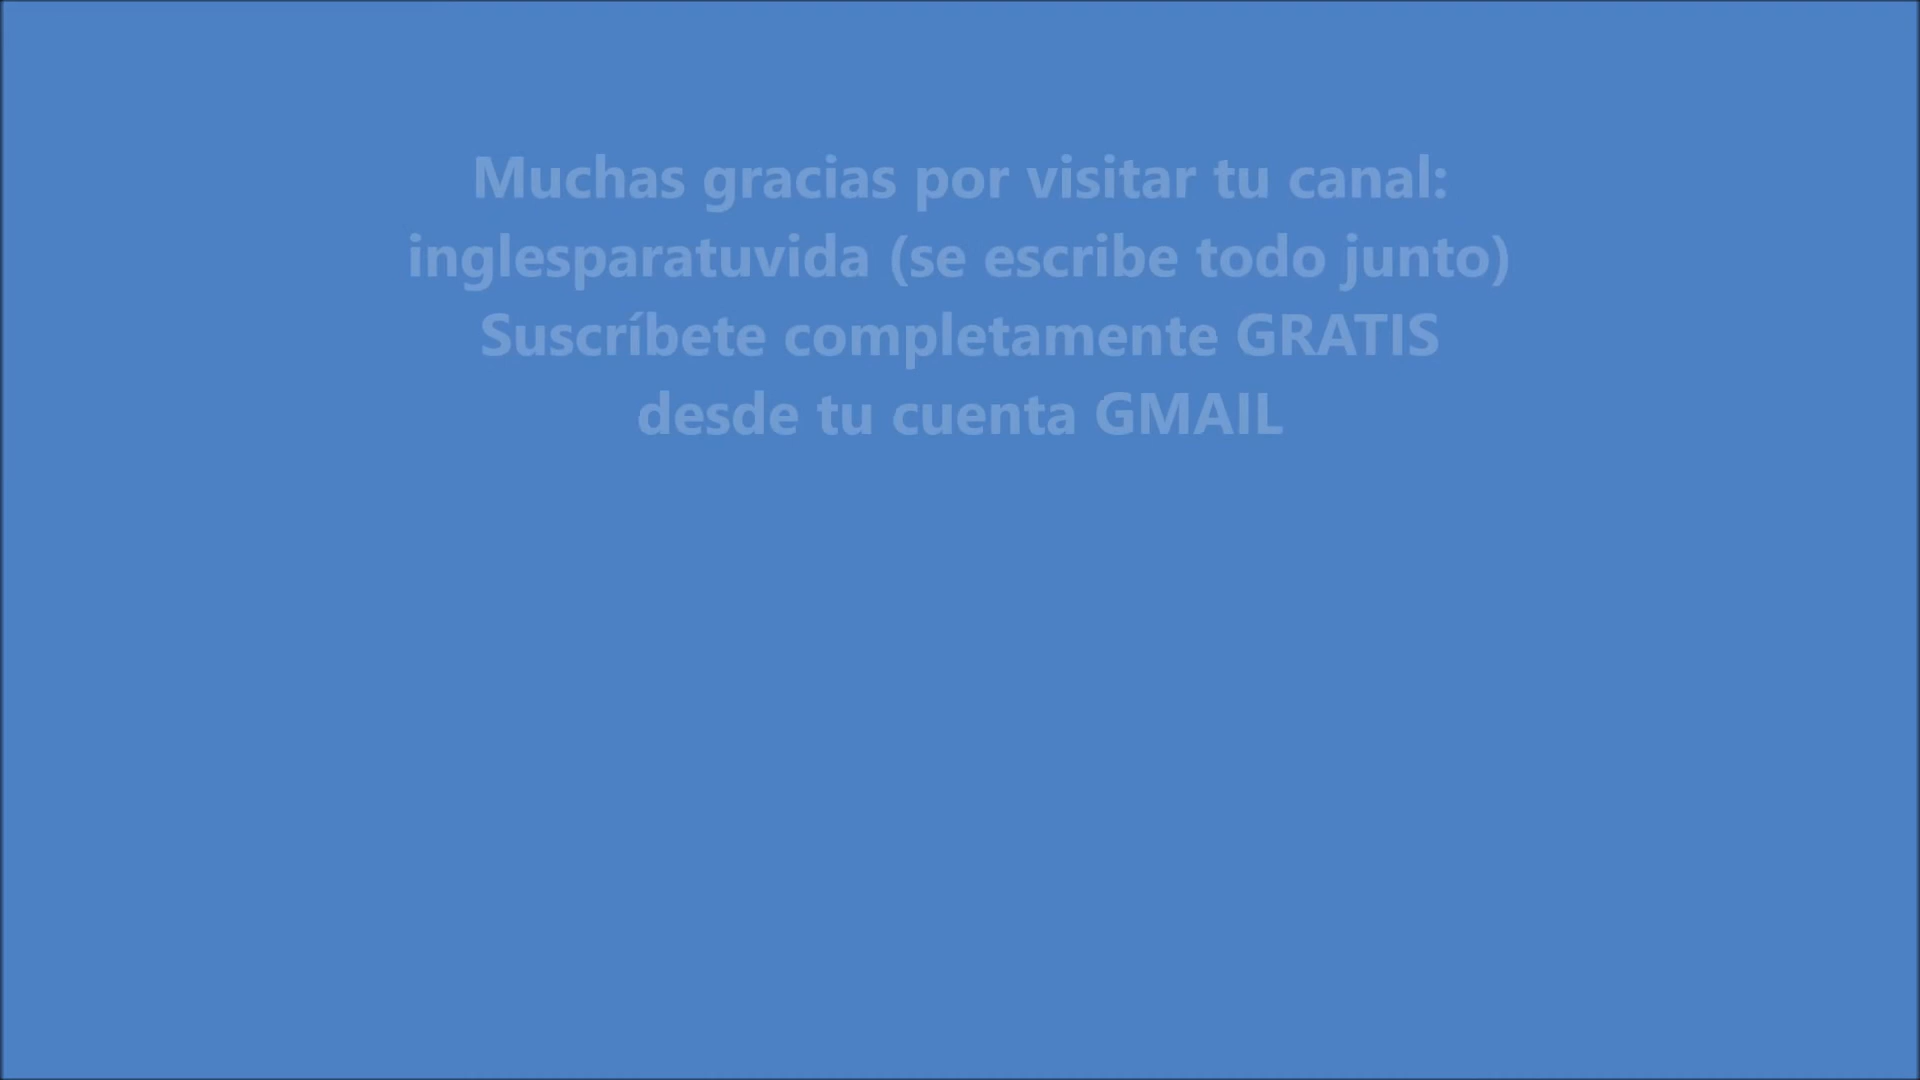 Muchas gracias por visitar tu canal:
inglesparatuvida (se escribe todo junto)
Suscríbete completamente GRATIS
desde tu cuenta GMAIL